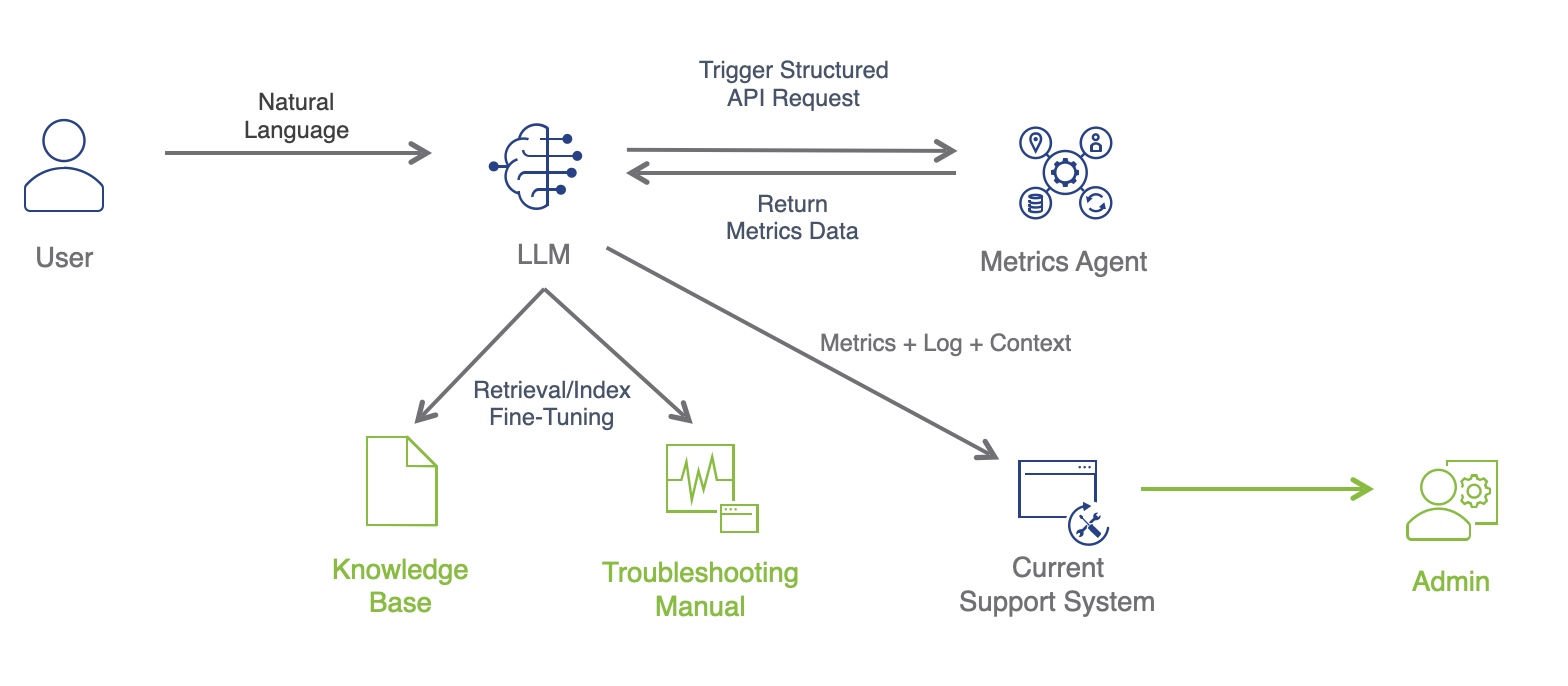 Trigger Structured
API Request
Natural
Language
Return
Metrics Data
User
LLM
Metrics Agent
Metrics + Log + Context
Retrieval/Index
Fine-Tuning
Knowledge
Base
Troubleshooting
Manual
Current
Support System
Admin